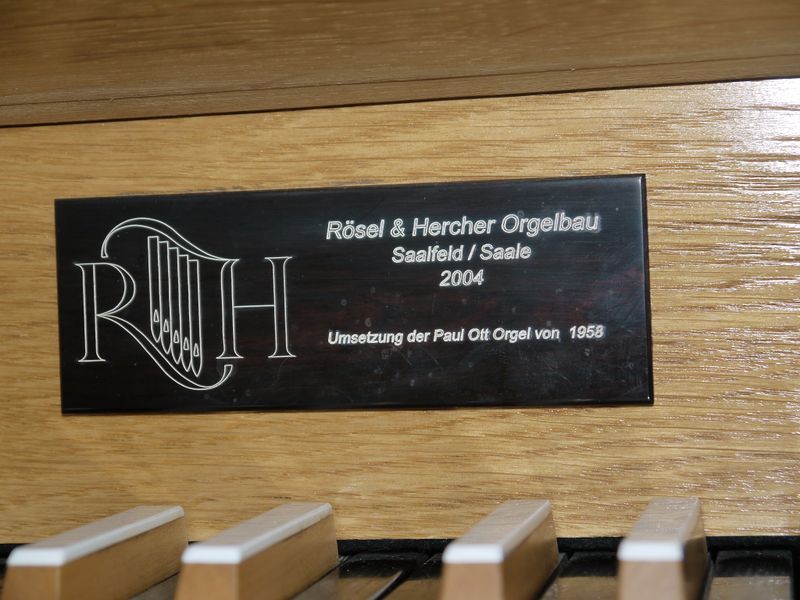 RH
Rösel & Hercher Orgelbau
Saalfeld / Saale
2004
Umsetzung der Paul Ott Orgel von 1958